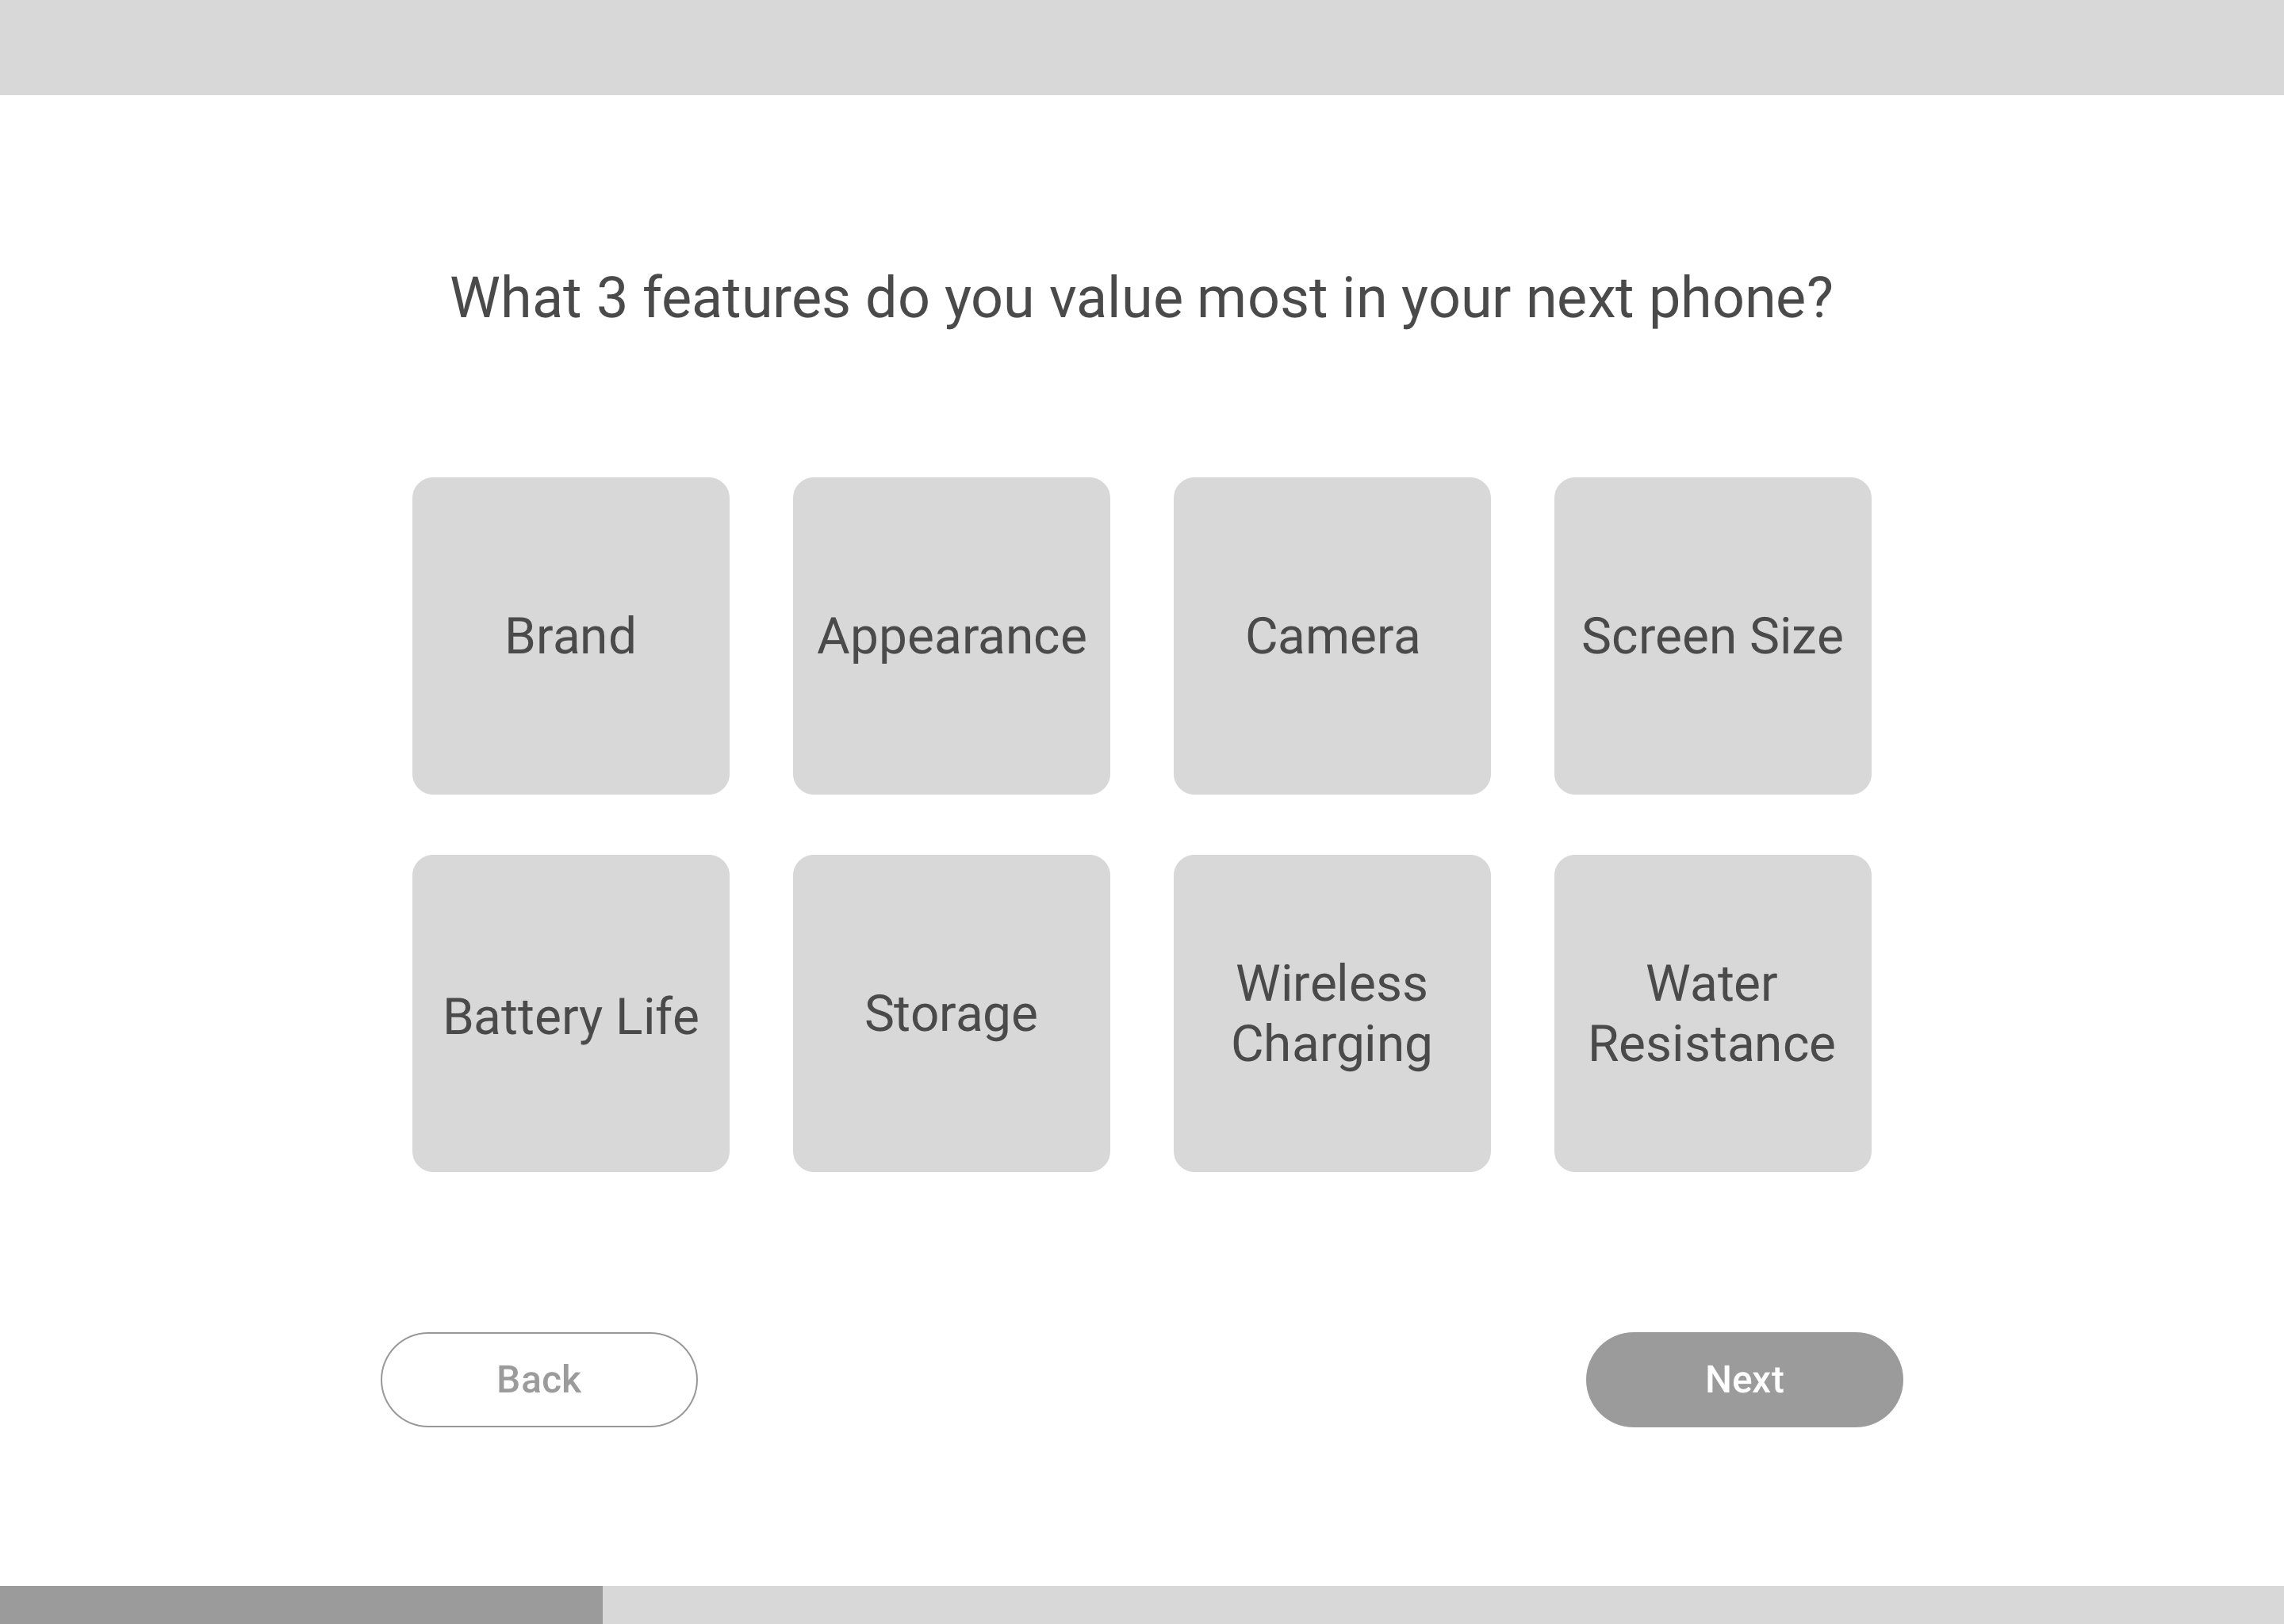 What 3 features do you value most in your next phone?
Brand
Appearance
Camera
Screen Size
Battery Life
Storage
Wireless
Charging
Water
Resistance
Back
Next